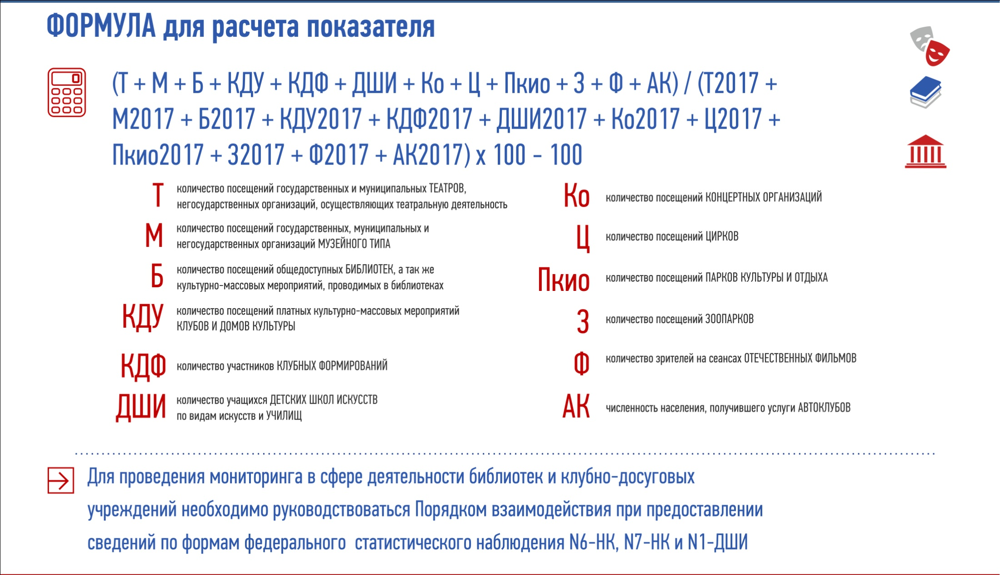 ФОРМУЛА для расчета показателя
(Т + М + Б + КДУ + КДФ + ДШИ + Ко + Ц + Пкио + З + Ф + АК) / (Т2017 +
М2017 + Б2017 + КДУ2017 + КДФ2017 + ДШИ2017 + Ко2017 + Ц2017 +
Пкио2017 + З2017 + Ф2017 + АК2017) х 100 - 100
Т
количество посещений государственных и муниципальных ТЕАТРОВ,
негосударственных организаций, осуществляющих театральную деятельность
М
количество посещений государственных, муниципальных и
негосударственных организаций МУЗЕЙНОГО ТИПА
Б
количество посещений общедоступных БИБЛИОТЕК, а так же
культурно-массовых мероприятий, проводимых в библиотеках
КДУ
количество посещений платных культурно-массовых мероприятий
КЛУБОВ И ДОМОВ КУЛЬТУРЫ
КДФ
количество участников КЛУБНЫХ ФОРМИРОВАНИЙ
ДШИ
количество учащихся ДЕТСКИХ ШКОЛ ИСКУССТВ
по видам искусств и УЧИЛИЩ
Ко
количество посещений КОНЦЕРТНЫХ ОРГАНИЗАЦИЙ
Ц
количество посещений ЦИРКОВ
Пкио
количество посещений ПАРКОВ КУЛЬТУРЫ И ОТДЫХА
З
количество посещений ЗООПАРКОВ
Ф
количество зрителей на сеансах ОТЕЧЕСТВЕННЫХ ФИЛЬМОВ
АК
численность населения, получившего услуги АВТОКЛУБОВ
Для проведения мониторинга в сфере деятельности библиотек и клубно-досуговых
учреждений необходимо руководствоваться Порядком взаимодействия при предоставлении
сведений по формам федерального статистического наблюдения N6-НК, N7-НК и N1-ДШИ